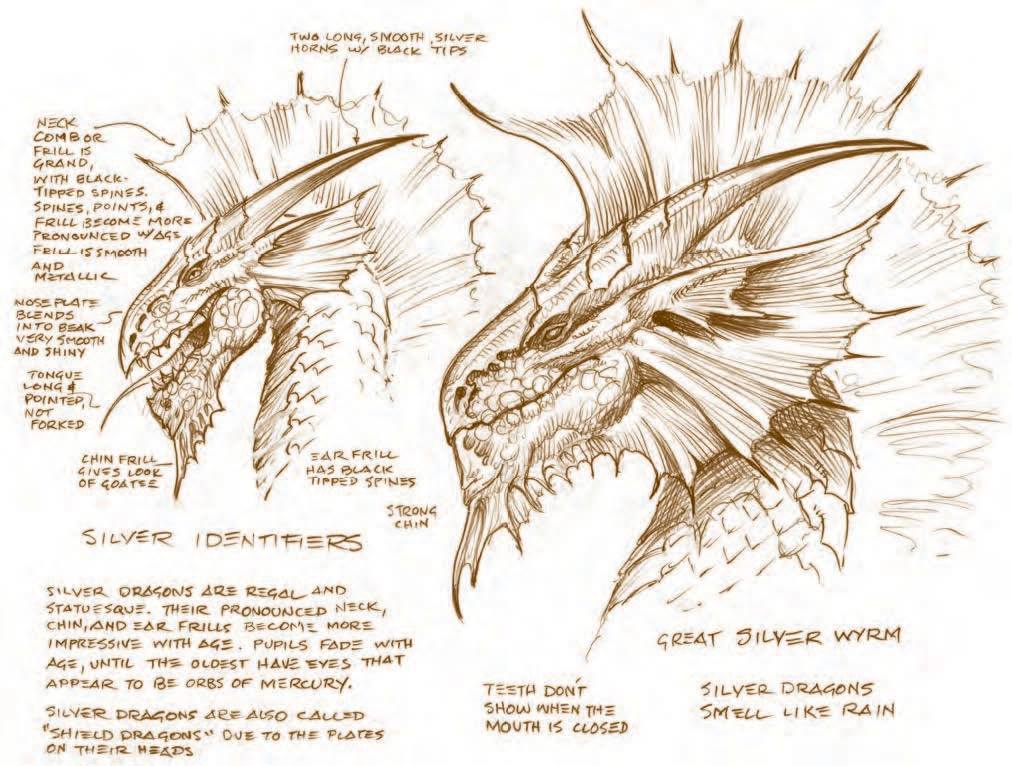 TWO LONG, SMOOTH, SILVER
HORNS W/ BLACK TIPS
NECK
COMB OR
FRILL IS
GRAND,
WITH BLACK-
TIPPED SPINES.
SPINES, POINTS, &
FRILL BECOME MORE
PRONOUNCED W/AGE
FRILL IS SMOOTH
AND
METALLIC
NOSE PLATE
BLENDS
INTO BEAK
VERY SMOOTH
AND SHINY
TONGUE
LONG &
POINTED,
NOT
FORKED
CHIN FRILL
GIVES LOOK
OF GOATEE
EAR FRILL
HAS BLACK
TIPPED SPINES
STRONG
CHIN
SILVER IDENTIFIERS
SILVER DRAGONS ARE REGAL AND
STATUESQUE. THEIR PRONOUNCED NECK,
CHIN, AND EAR FRILLS BECOME MORE
IMPRESSIVE WITH AGE. PUPILS FADE WITH
AGE, UNTIL THE OLDEST HAVE EYES THAT
APPEAR TO BE ORBS OF MERCURY.
SILVER DRAGONS ARE ALSO CALLED
"SHIELD DRAGONS" DUE TO THE PLATES
ON THEIR HEADS
GREAT SILVER WYRM
TEETH DON'T
SHOW WHEN THE
MOUTH IS CLOSED
SILVER DRAGONS
SMELL LIKE RAIN